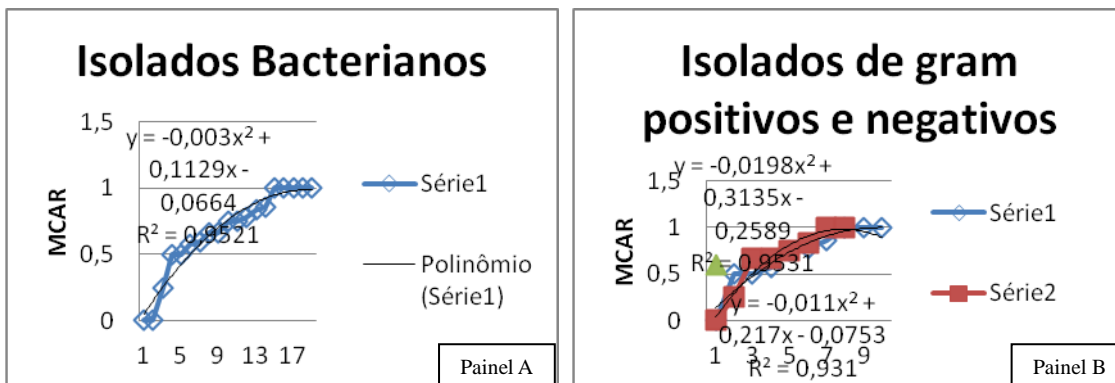 Isolados Bacterianos
MCAR
1,5
1
0,5
0
y = -0,003x² +
0,1129x -
0,0664
R² = 0,9521
1 5 9 13 17
Série1
Polinômio
(Série1)
Painel A
Isolados de gram
positivos e negativos
MCAR
1,5
1
0,5
0
y = -0,0198x² +
0,3135x -
0,2589
R² = 0,9531
y = -0,011x² +
0,217x - 0,0753
R² = 0,931
1 3 5 7 9
Série1
Série2
Painel B